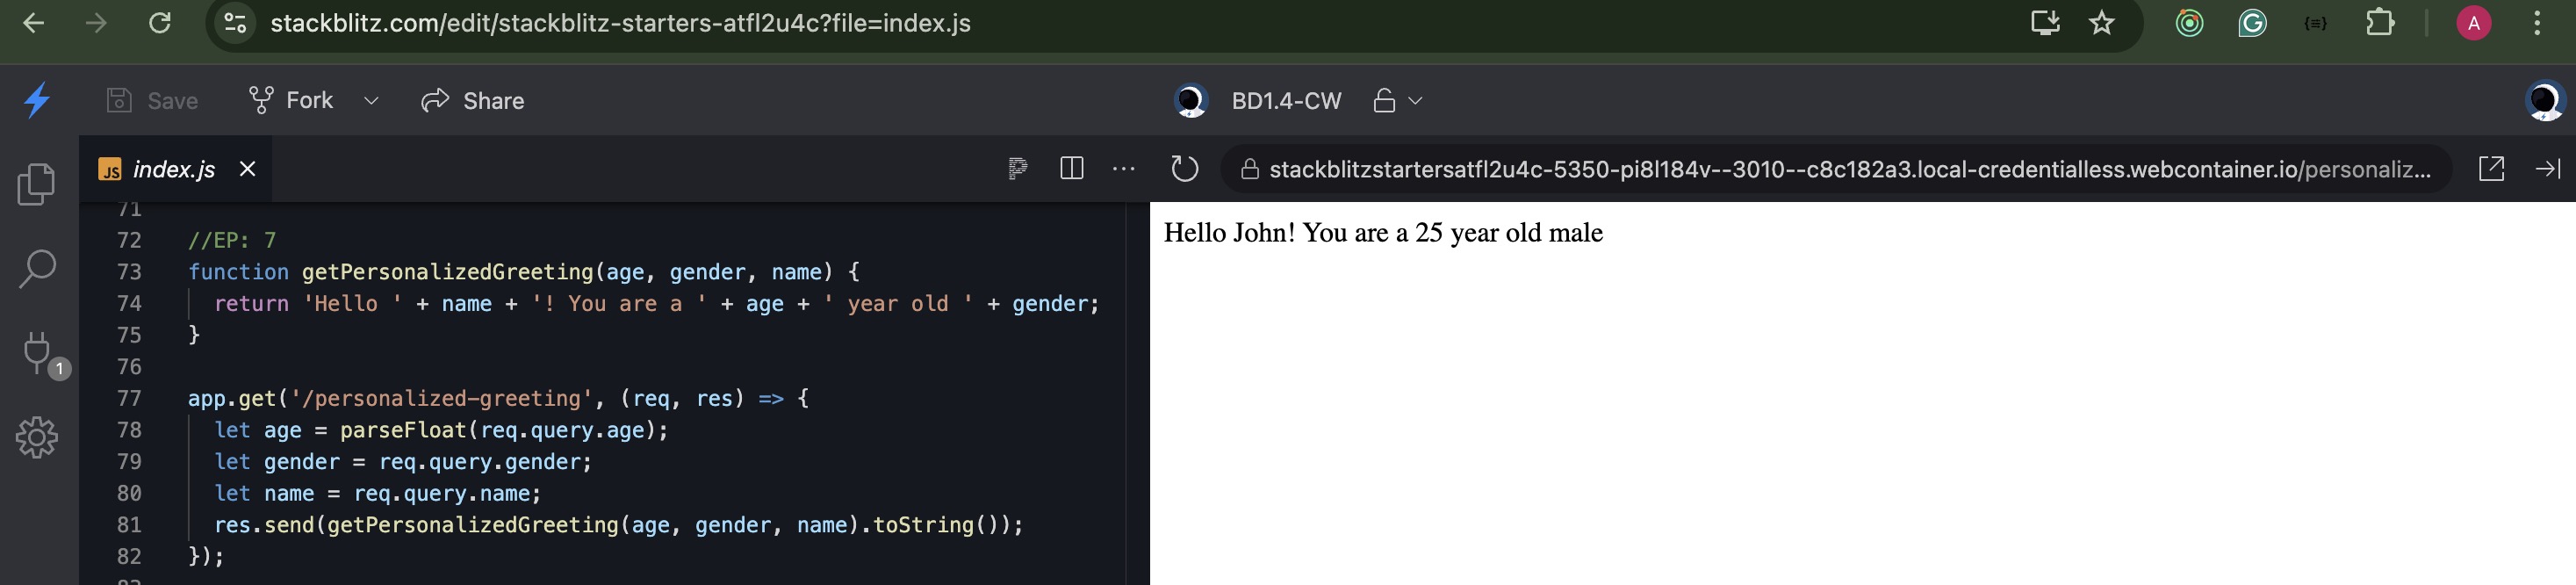 stackblitz.com/edit/stackblitz-starters-atfl2u4c?file=index.js
A
Save
Fork
Share
BD1.4-CW
JS index.js
stackblitzstartersatfl2u4c-5350-pi8l184v--3010--c8c182a3.local-credentialless.webcontainer.io/personaliz...
1
71
72 //EP: 7
73 function getPersonalizedGreeting(age, gender, name) {
74 return 'Hello ' + name + '! You are a ' + age + ' year old ' + gender;
75 }
76
77 app.get('/personalized-greeting', (req, res) => {
78 let age = parseFloat(req.query.age);
79 let gender = req.query.gender;
80 let name = req.query.name;
81 res.send(getPersonalizedGreeting(age, gender, name).toString());
82 });
Hello John! You are a 25 year old male